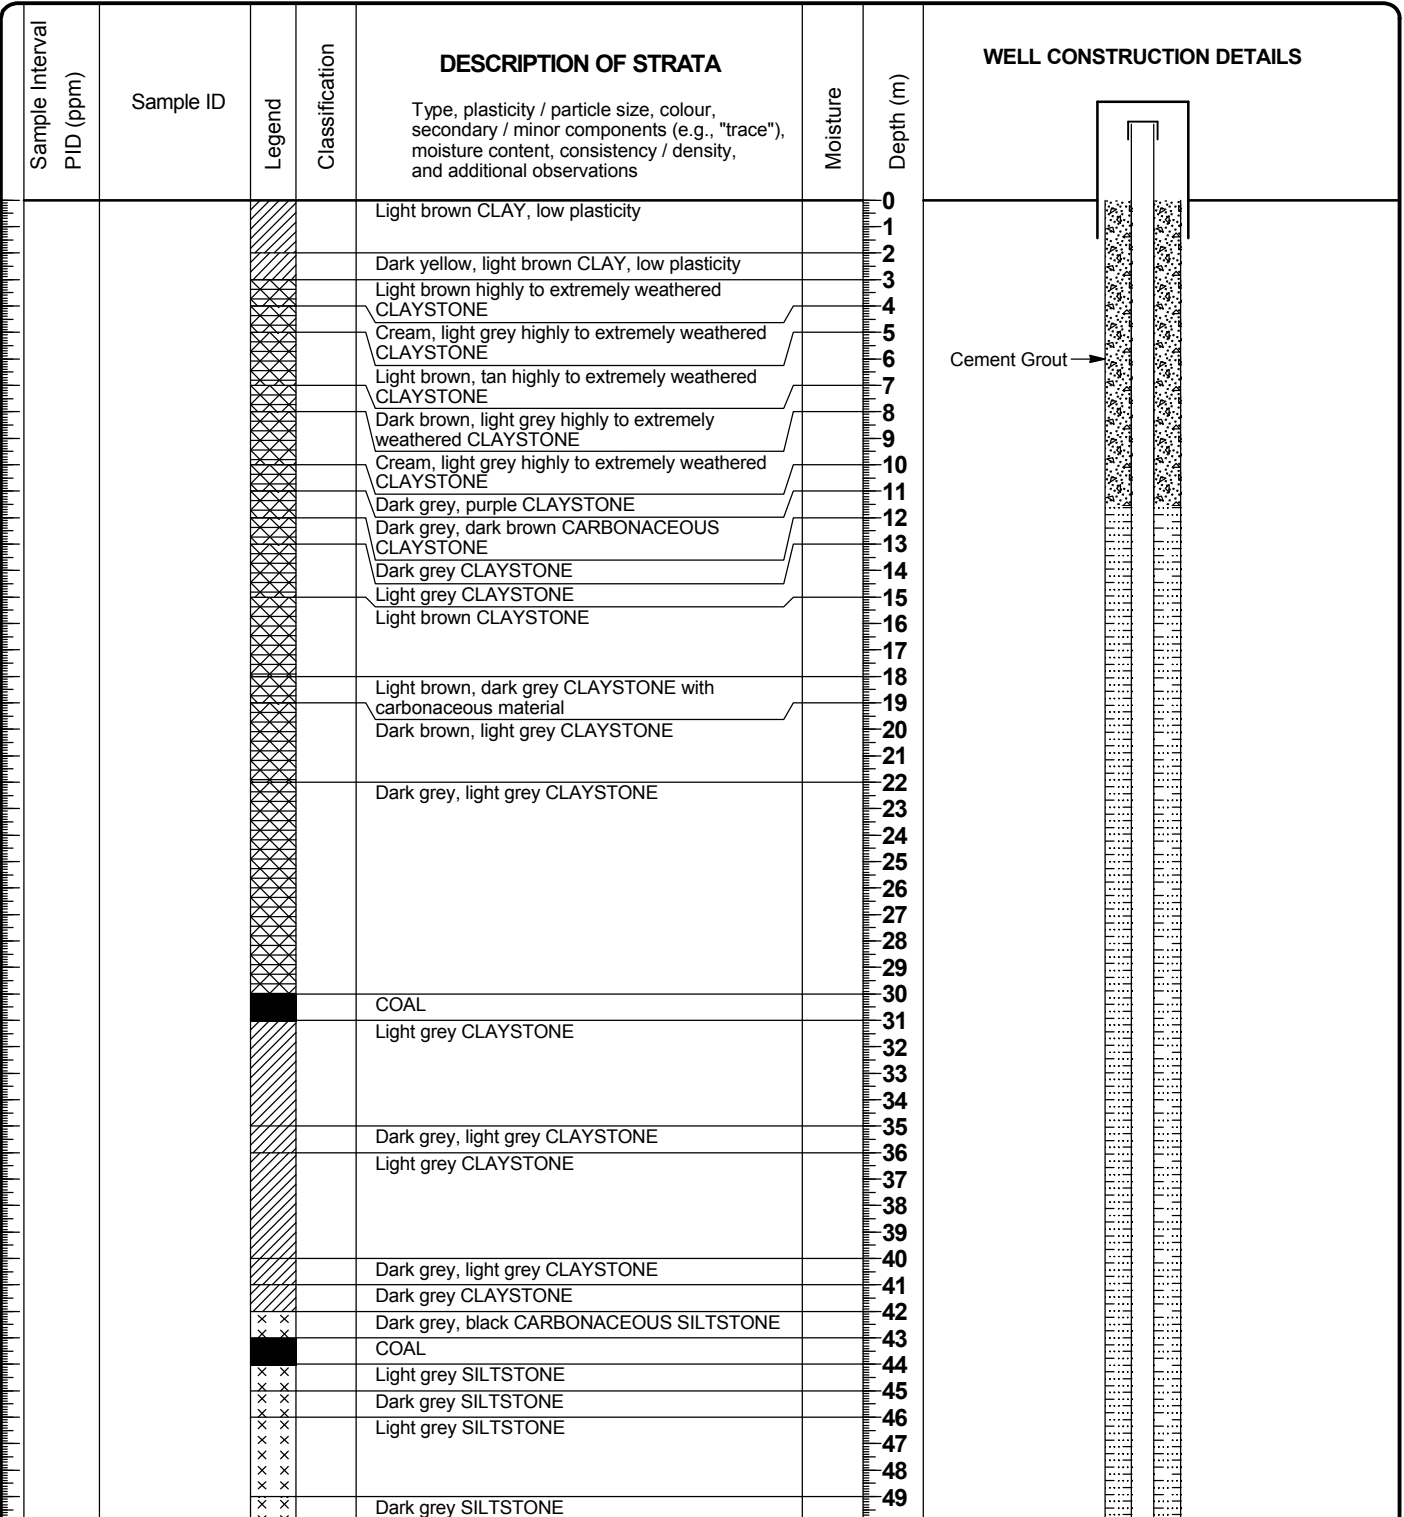 Sample Interval
PID (ppm)
Sample ID
Legend
Classification
DESCRIPTION OF STRATA
Type, plasticity / particle size, colour,
secondary / minor components (e.g., "trace"),
moisture content, consistency / density,
and additional observations
Moisture
Depth (m)
WELL CONSTRUCTION DETAILS
Light brown CLAY, low plasticity
Dark yellow, light brown CLAY, low plasticity
Light brown highly to extremely weathered
CLAYSTONE
Cream, light grey highly to extremely weathered
CLAYSTONE
Light brown, tan highly to extremely weathered
CLAYSTONE
Dark brown, light grey highly to extremely
weathered CLAYSTONE
Cream, light grey highly to extremely weathered
CLAYSTONE
Dark grey, purple CLAYSTONE
Dark grey, dark brown CARBONACEOUS
CLAYSTONE
Dark grey CLAYSTONE
Light grey CLAYSTONE
Light brown CLAYSTONE
Light brown, dark grey CLAYSTONE with
carbonaceous material
Dark brown, light grey CLAYSTONE
Dark grey, light grey CLAYSTONE
COAL
Light grey CLAYSTONE
Dark grey, light grey CLAYSTONE
Light grey CLAYSTONE
Dark grey, light grey CLAYSTONE
Dark grey CLAYSTONE
Dark grey, black CARBONACEOUS SILTSTONE
COAL
Light grey SILTSTONE
Dark grey SILTSTONE
Light grey SILTSTONE
Dark grey SILTSTONE
0
1
2
3
4
5
6
7
8
9
10
11
12
13
14
15
16
17
18
19
20
21
22
23
24
25
26
27
28
29
30
31
32
33
34
35
36
37
38
39
40
41
42
43
44
45
46
47
48
49
Cement Grout